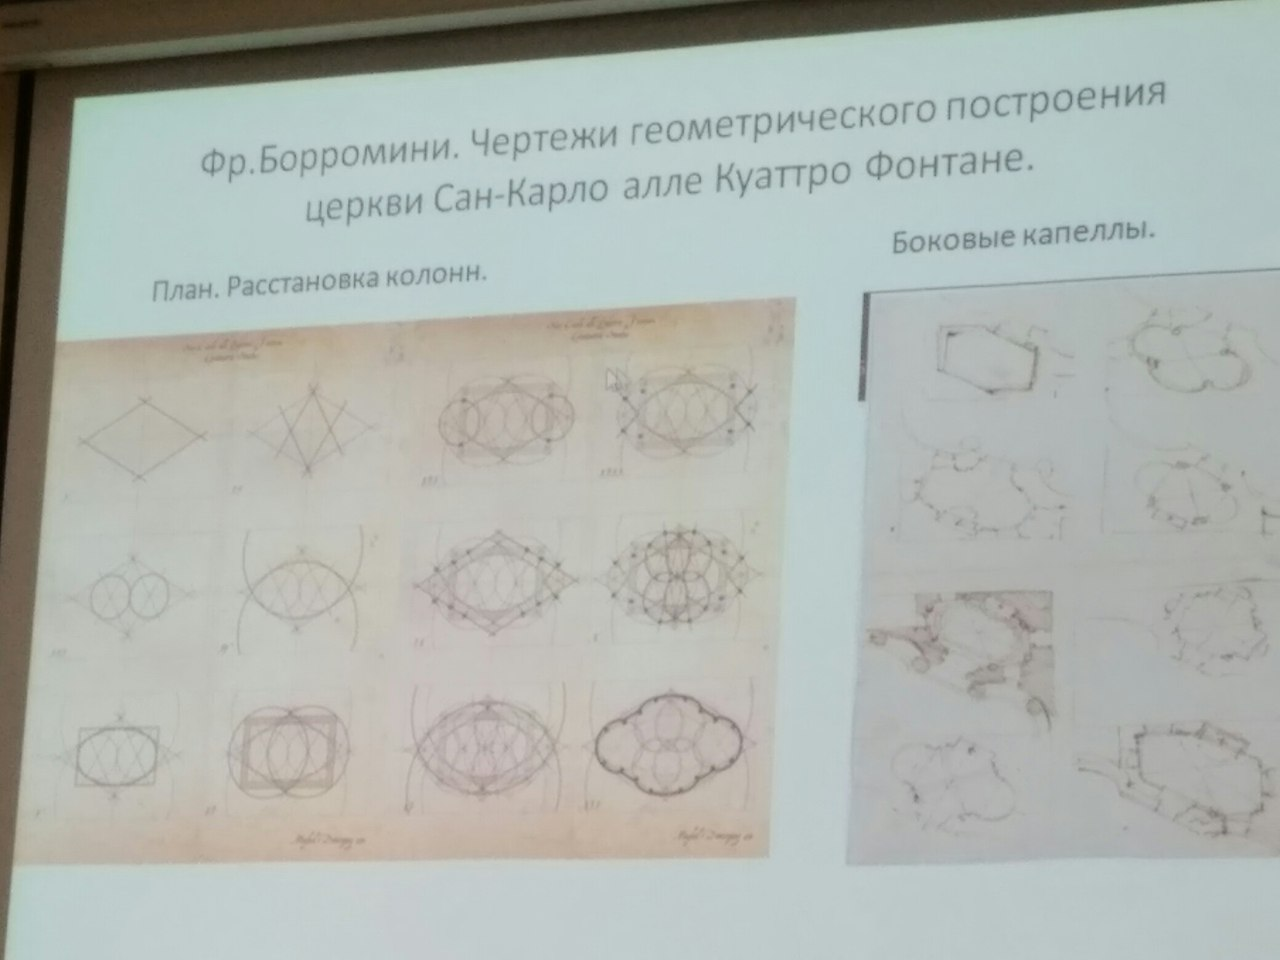 Фр.Борромини. Чертежи геометрического построения
церкви Сан-Карло алле Куаттро Фонтане.
План. Расстановка колонн.
Боковые капеллы.